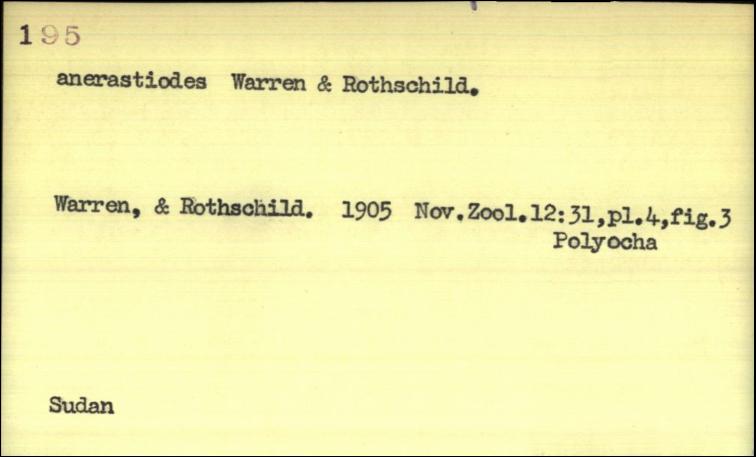 195
anerastiodes Warren & Rothschild.
Warren, & Rothschild. 1905 Nov.Zool.12:31,pl.4,fig.3
Polyocha
Sudan